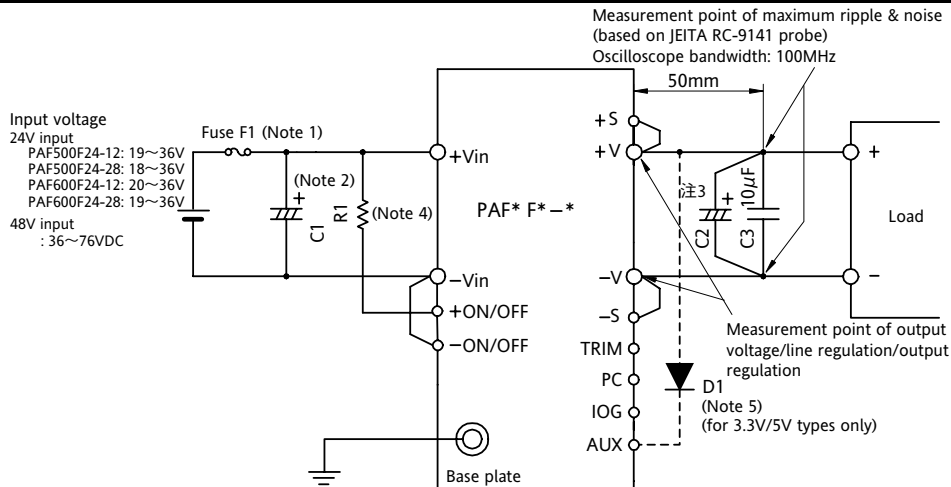 Measurement point of maximum ripple & noise
(based on JEITA RC-9141 probe)
Oscilloscope bandwidth: 100MHz
50mm
Input voltage
24V input
PAF500F24-12: 19～36V
PAF500F24-28: 18～36V
PAF600F24-12: 20～36V
PAF600F24-28: 19～36V
48V input
: 36～76VDC
Fuse F1 (Note 1)
(Note 2)
+
C1
R1
(Note 4)
+Vin
−Vin
+ON/OFF
−ON/OFF
PAF* F*−*
Base plate
+S
+V
−V
−S
TRIM
PC
IOG
AUX
注3
+
C2
10μF
C3
+
Load
−
Measurement point of output
voltage/line regulation/output
regulation
D1
(Note 5)
(for 3.3V/5V types only)